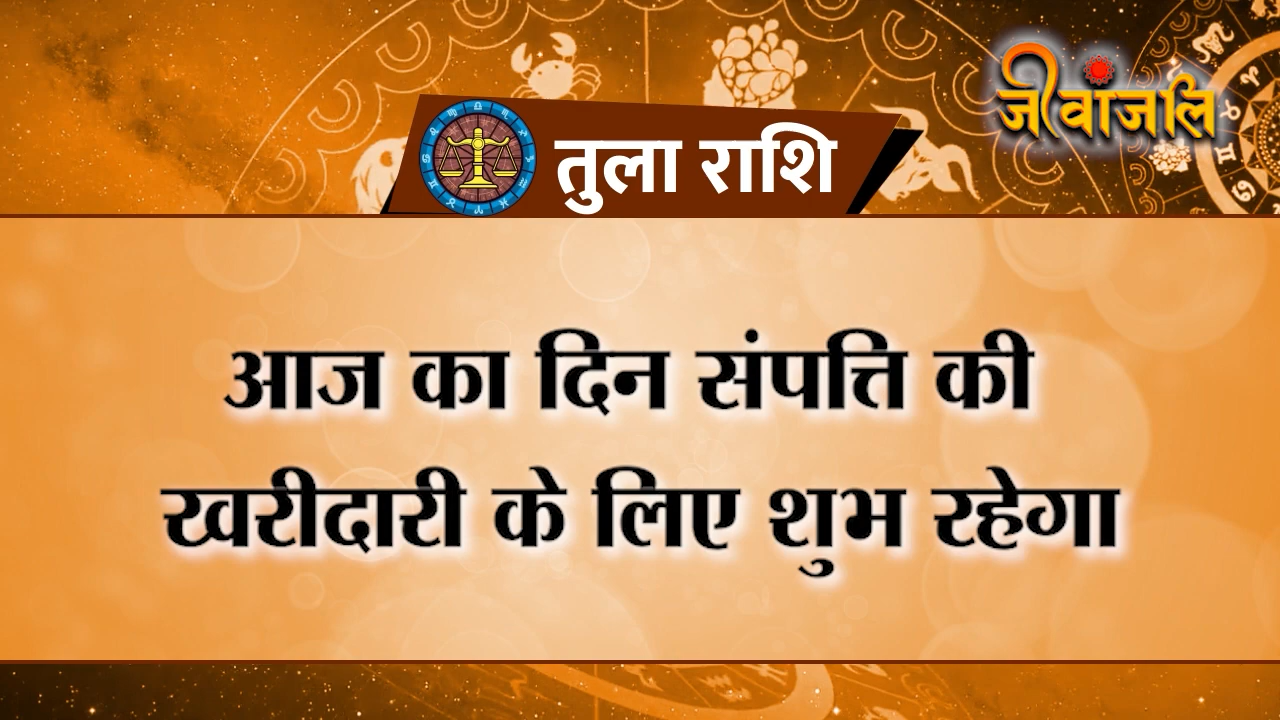 जीवांजलि
तुला राशि
आज का दिन संपत्ति की
खरीदारी के लिए शुभ रहेगा